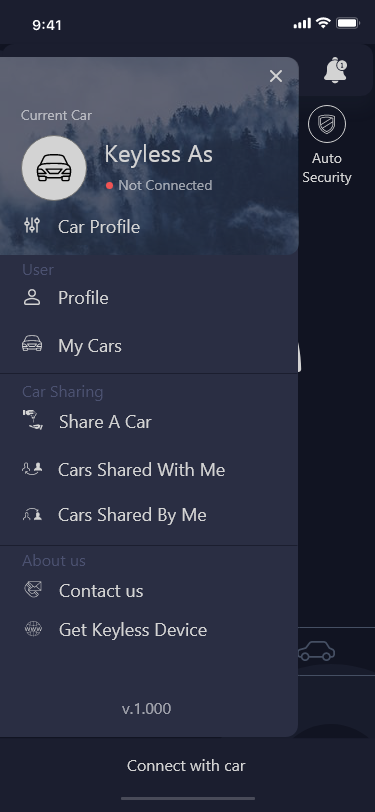 9:41
1
Current Car
Keyless As
Not Connected
Auto
Security
Car Profile
User
Profile
My Cars
Car Sharing
Share A Car
Cars Shared With Me
Cars Shared By Me
About us
Contact us
www
Get Keyless Device
v.1.000
Connect with car